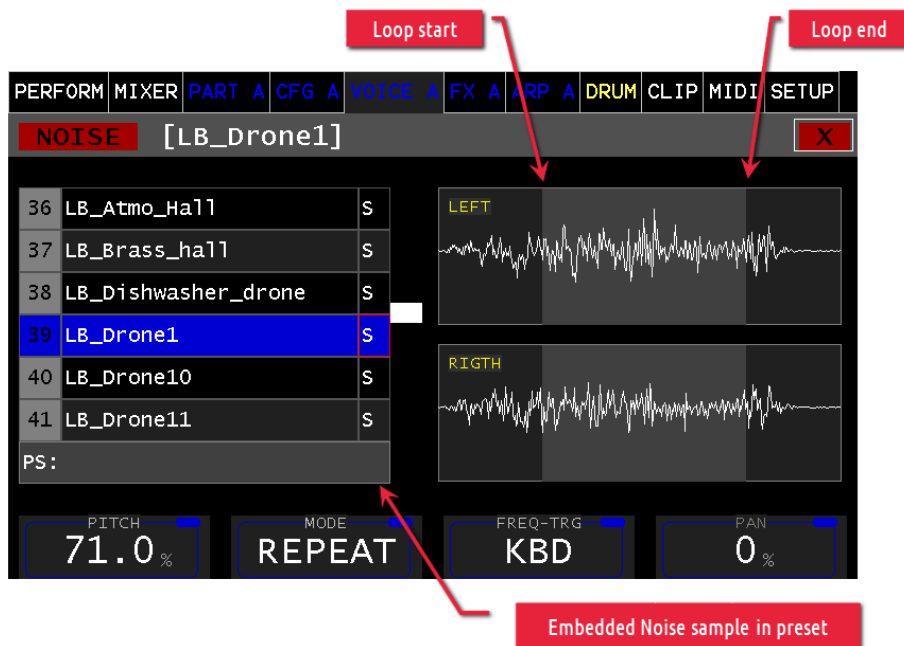 Loop start
Loop end
PERFORM MIXER PART A CFG A VOICE A FX A ARP A DRUM CLIP MIDI SETUP
NOISE [LB_Drone1] X
36 LB_Atmo_Hall S
37 LB_Brass_hall S
38 LB_Dishwasher_drone S
39 LB_Drone1 S
40 LB_Drone10 S
41 LB_Drone11 S
PS:
LEFT
RIGTH
PITCH
71.0 %
MODE
REPEAT
FREQ-TRG
KBD
PAN
0 %
Embedded Noise sample in preset